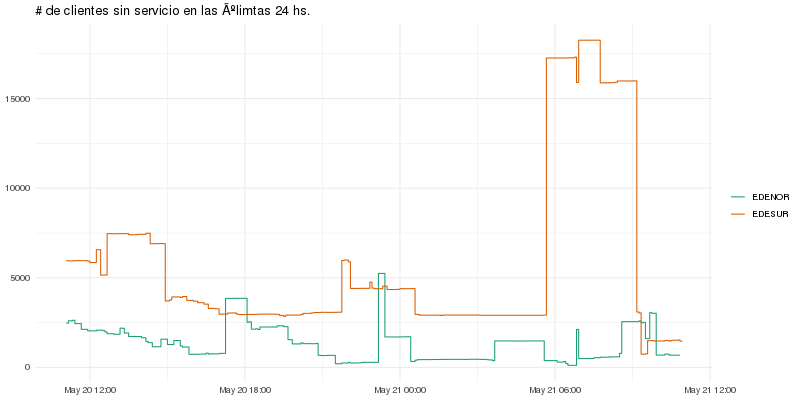 # de clientes sin servicio en las Ãºlimtas 24 hs.
15000
10000
5000
0
May 20 12:00
May 20 18:00
May 21 00:00
May 21 06:00
May 21 12:00
EDENOR
EDESUR